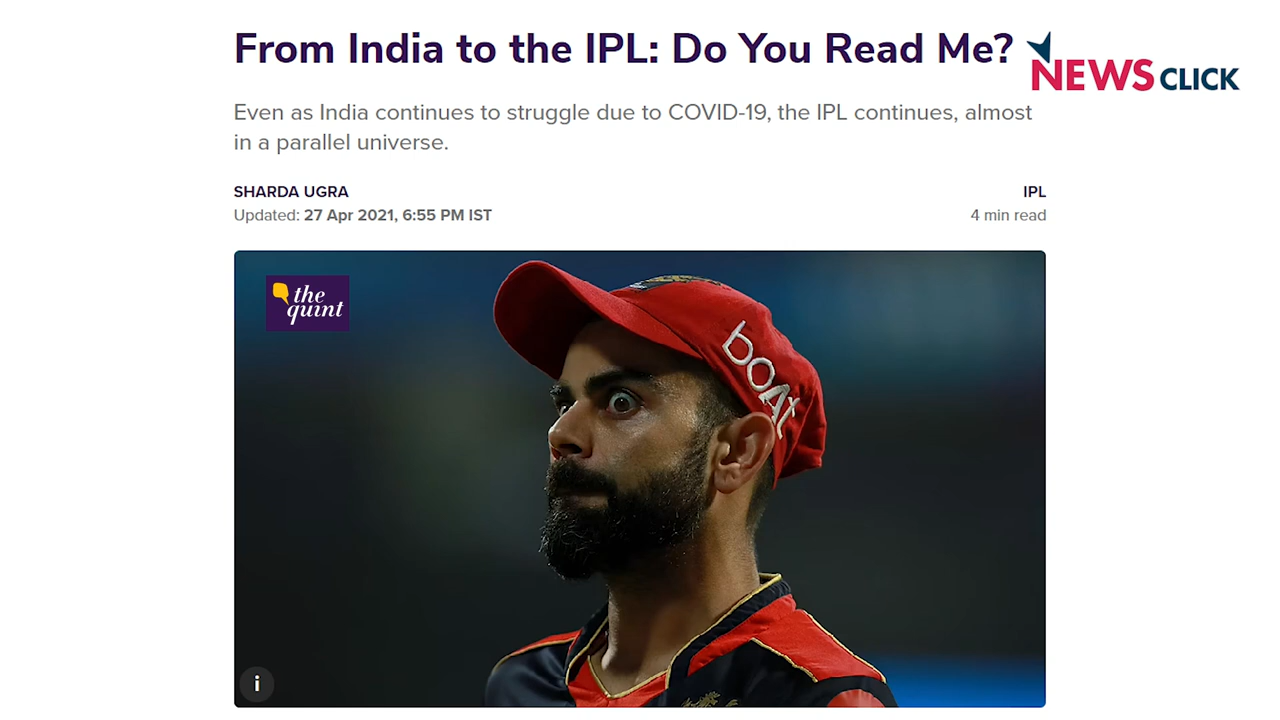 From India to the IPL: Do You Read Me?
NEWSCLICK
Even as India continues to struggle due to COVID-19, the IPL continues, almost
in a parallel universe.
SHARDA UGRA
IPL
Updated: 27 Apr 2021, 6:55 PM IST
4 min read
the
quint
boAt
i